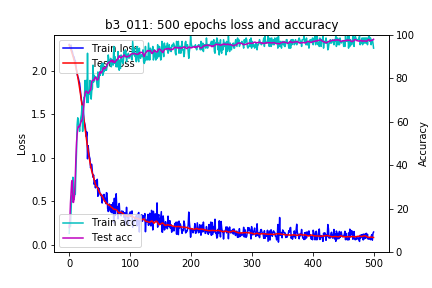 b3_011: 500 epochs loss and accuracy
Train loss
Test loss
Train acc
Test acc
Loss
2.0
1.5
1.0
0.5
0.0
Accuracy
100
80
60
40
20
0
0 100 200 300 400 500